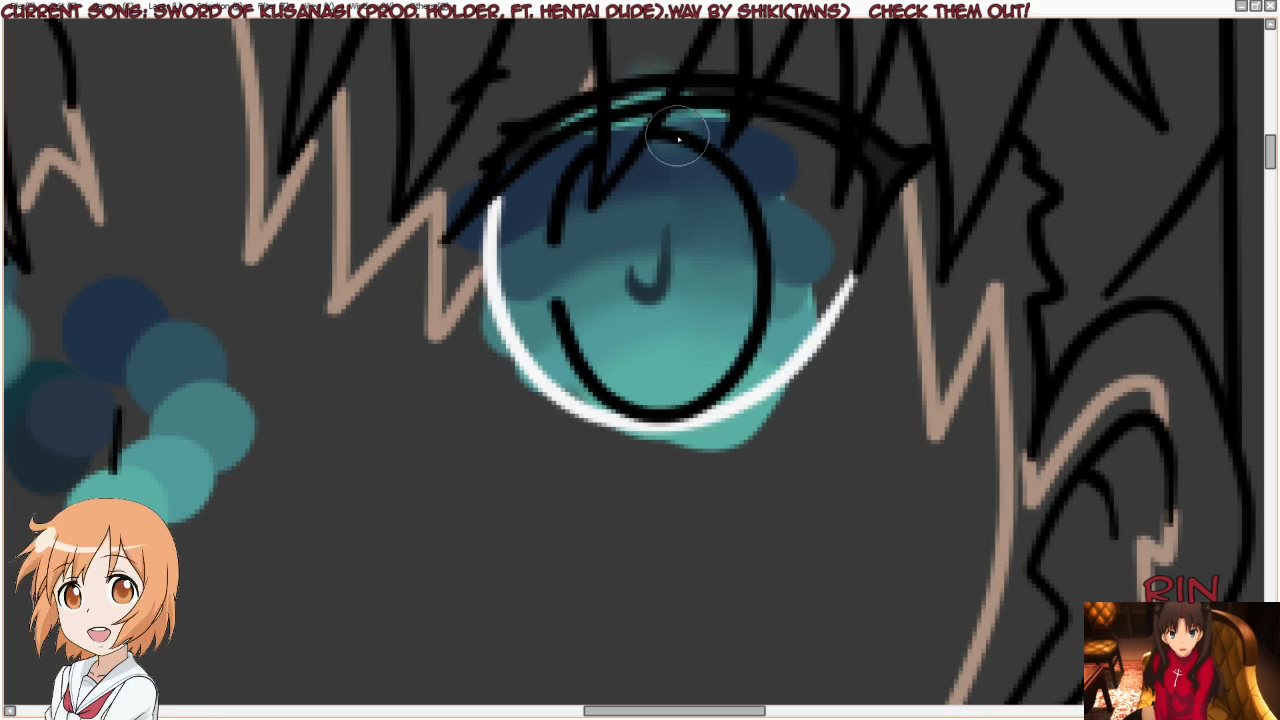 CURRENT SONG: SWORD OF KUSANAGI (PROD. HOLDER, FT. HENTAI DUDE).WAV BY SHIKI(TMNS) CHECK THEM OUT!
RIN